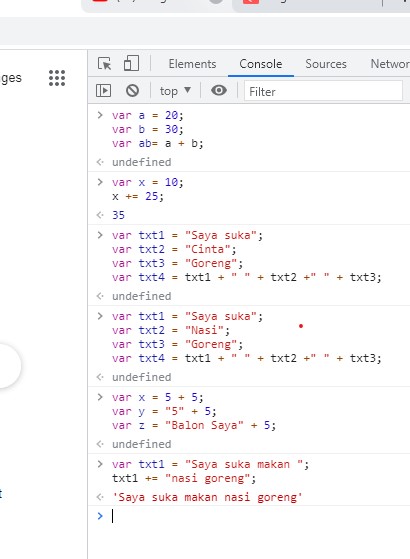 ges
Elements Console Sources Networ
top ▼ Filter
> var a = 20;
var b = 30;
var ab= a + b;
<· undefined
> var x = 10;
x += 25;
<· 35
> var txt1 = "Saya suka";
var txt2 = "Cinta";
var txt3 = "Goreng";
var txt4 = txt1 + " " + txt2 +" " + txt3;
<· undefined
> var txt1 = "Saya suka";
var txt2 = "Nasi";
var txt3 = "Goreng";
var txt4 = txt1 + " " + txt2 +" " + txt3;
<· undefined
> var x = 5 + 5;
var y = "5" + 5;
var z = "Balon Saya" + 5;
<· undefined
> var txt1 = "Saya suka makan ";
txt1 += "nasi goreng";
<· 'Saya suka makan nasi goreng'
>